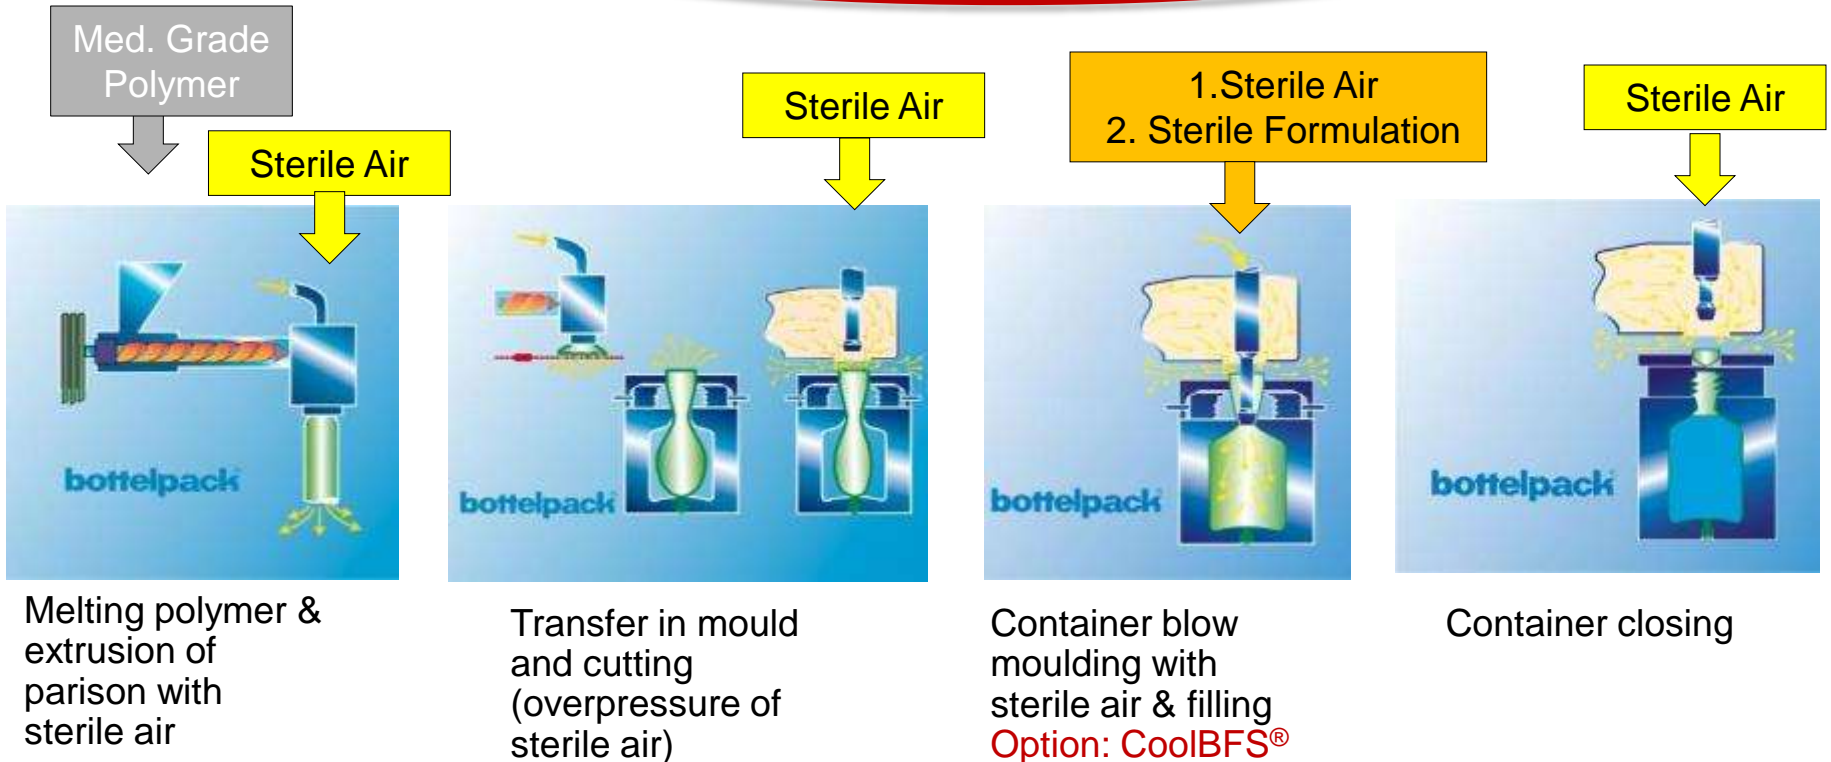 Med. Grade
Polymer
Sterile Air
Sterile Air
1.Sterile Air
2. Sterile Formulation
Sterile Air
bottelpack
bottelpack
bottelpack
bottelpack
Melting polymer &
extrusion of
parison with
sterile air
Transfer in mould
and cutting
(overpressure of
sterile air)
Container blow
moulding with
sterile air & filling
Option: CoolBFS®
Container closing